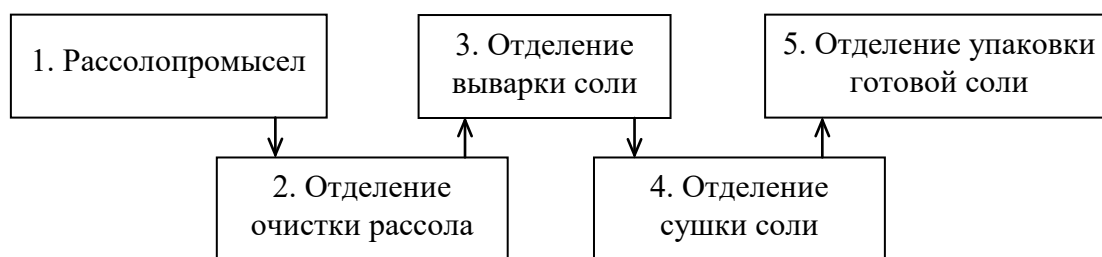 1. Рассолопромысел
2. Отделение
очистки рассола
3. Отделение
выварки соли
4. Отделение
сушки соли
5. Отделение упаковки
готовой соли